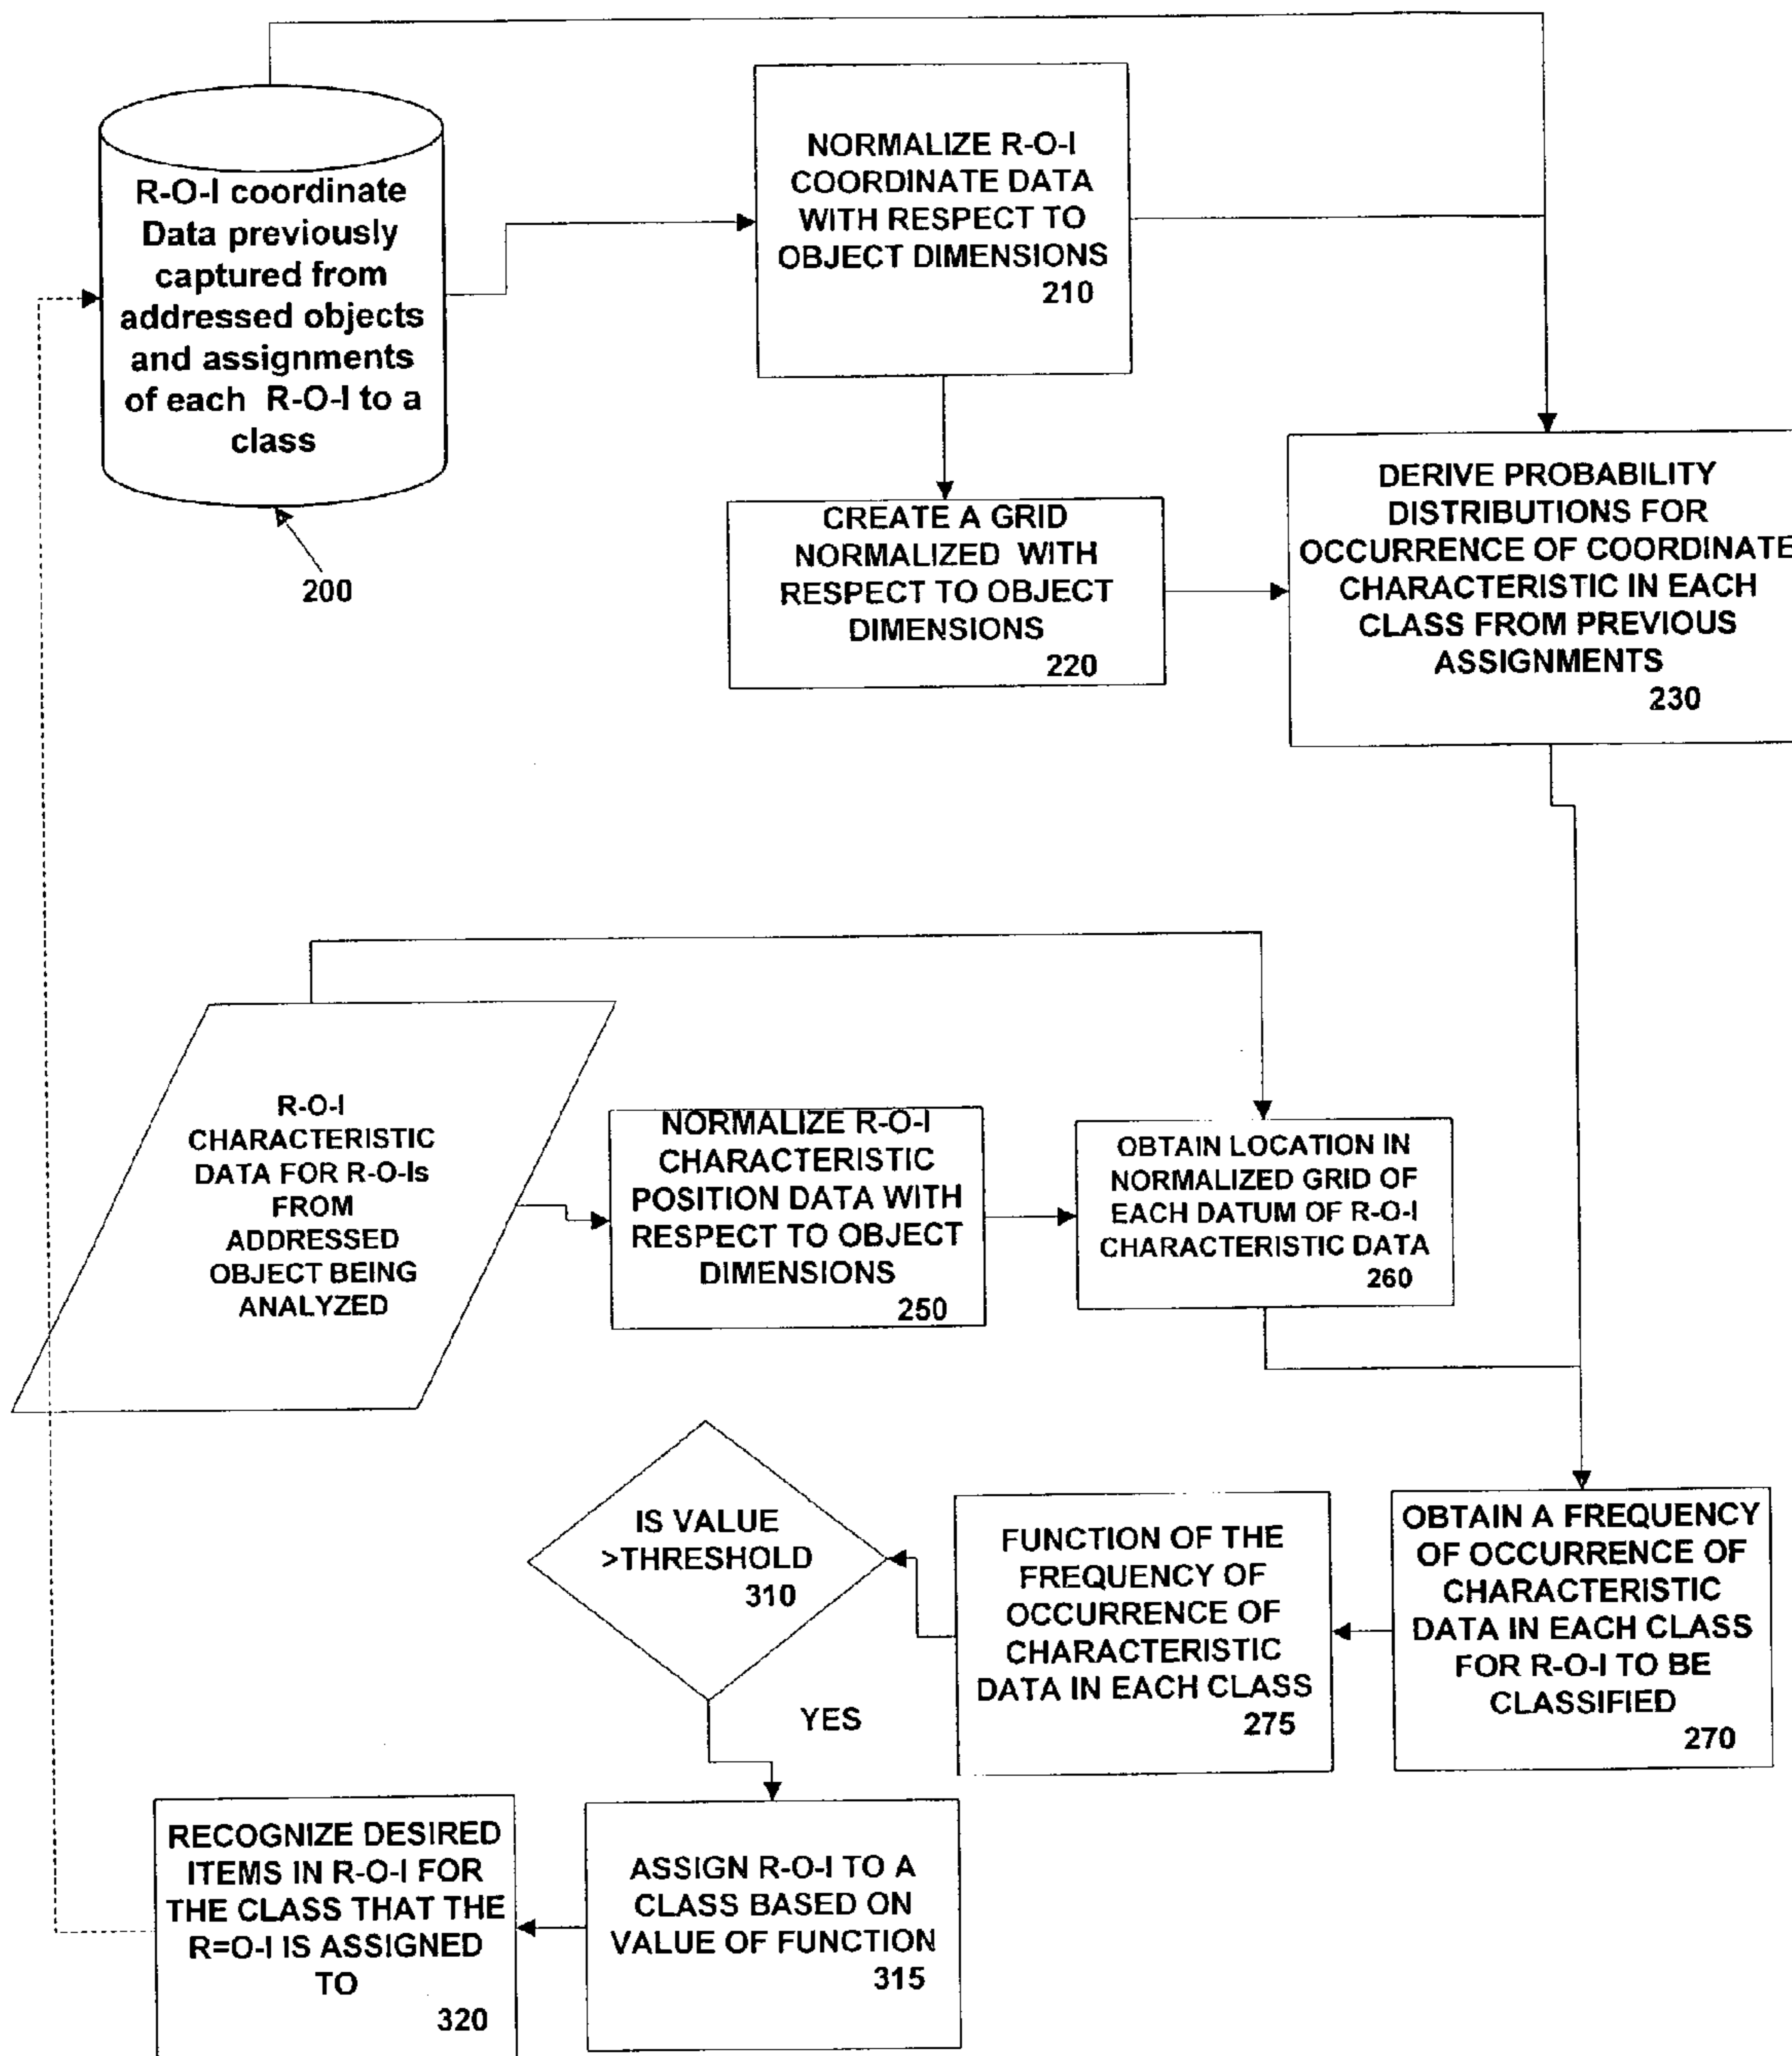 R-O-I coordinate
Data previously
captured from
addressed objects
and assignments
of each R-O-I to a
class
200
NORMALIZE R-O-I
COORDINATE DATA
WITH RESPECT TO
OBJECT DIMENSIONS
210
CREATE A GRID
NORMALIZED WITH
RESPECT TO OBJECT
DIMENSIONS
220
DERIVE PROBABILITY
DISTRIBUTIONS FOR
OCCURRENCE OF COORDINATE
CHARACTERISTIC IN EACH
CLASS FROM PREVIOUS
ASSIGNMENTS
230
R-O-I
CHARACTERISTIC
DATA FOR R-O-Is
FROM
ADDRESSED
OBJECT BEING
ANALYZED
NORMALIZE R-O-I
CHARACTERISTIC
POSITION DATA WITH
RESPECT TO OBJECT
DIMENSIONS
250
OBTAIN LOCATION IN
NORMALIZED GRID OF
EACH DATUM OF R-O-I
CHARACTERISTIC DATA
260
OBTAIN A FREQUENCY
OF OCCURRENCE OF
CHARACTERISTIC
DATA IN EACH CLASS
FOR R-O-I TO BE
CLASSIFIED
270
FUNCTION OF THE
FREQUENCY OF
OCCURRENCE OF
CHARACTERISTIC
DATA IN EACH CLASS
275
IS VALUE
>THRESHOLD
310
YES
ASSIGN R-O-I TO A
CLASS BASED ON
VALUE OF FUNCTION
315
RECOGNIZE DESIRED
ITEMS IN R-O-I FOR
THE CLASS THAT THE
R=O-I IS ASSIGNED
TO
320